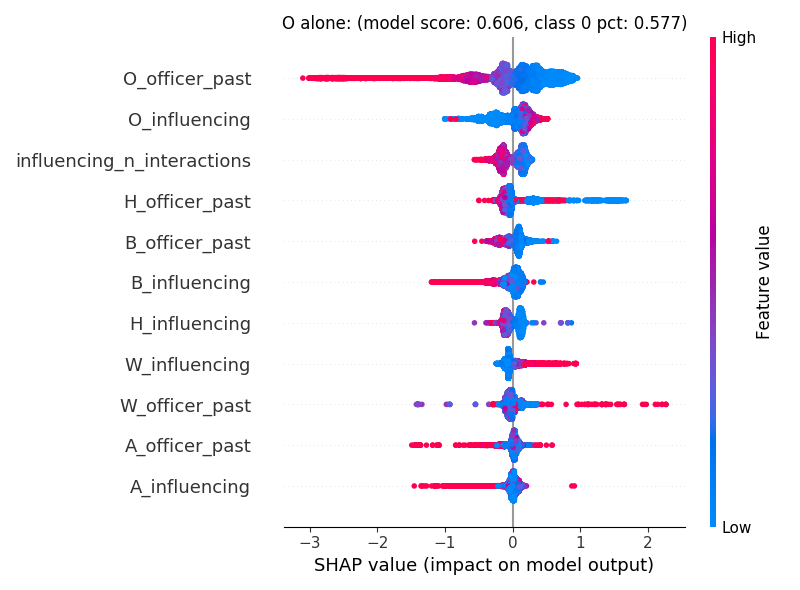 O alone: (model score: 0.606, class 0 pct: 0.577)
High
O_officer_past
O_influencing
influencing_n_interactions
H_officer_past
B_officer_past
B_influencing
H_influencing
W_influencing
W_officer_past
A_officer_past
A_influencing
Feature value
Low
−3 −2 −1 0 1 2
SHAP value (impact on model output)